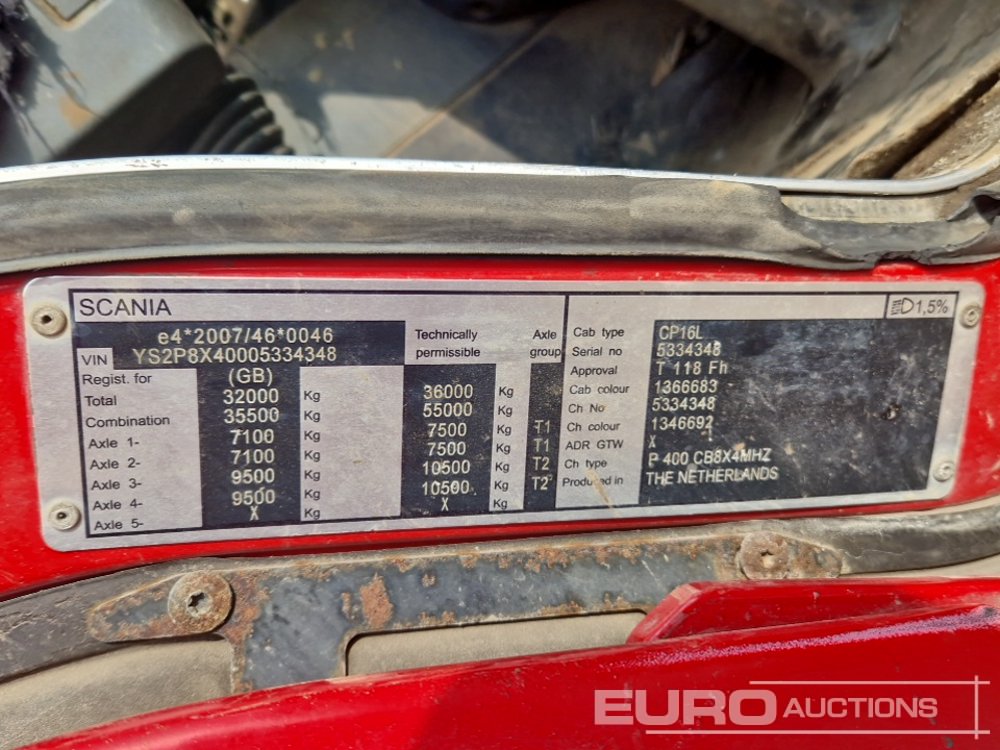 SCANIA
1,5%
e4*2007/46*0046
VIN YS2P8X40005334348
Technically permissible
Axle group
Regist. for (GB)
Total 32000 Kg 36000 Kg
Combination 35500 Kg 55000 Kg
Axle 1- 7100 Kg 7500 Kg T1
Axle 2- 7100 Kg 7500 Kg T1
Axle 3- 9500 Kg 10500 Kg T2
Axle 4- 9500 Kg 10500 Kg T2
Axle 5- X Kg X Kg
Cab type CP16L
Serial no 5334348
Approval T 118 Fh
Cab colour 1366683
Ch No 5334348
Ch colour 1346692
ADR GTW X
Ch type P 400 CB8X4MHZ
Produced in THE NETHERLANDS
EURO AUCTIONS